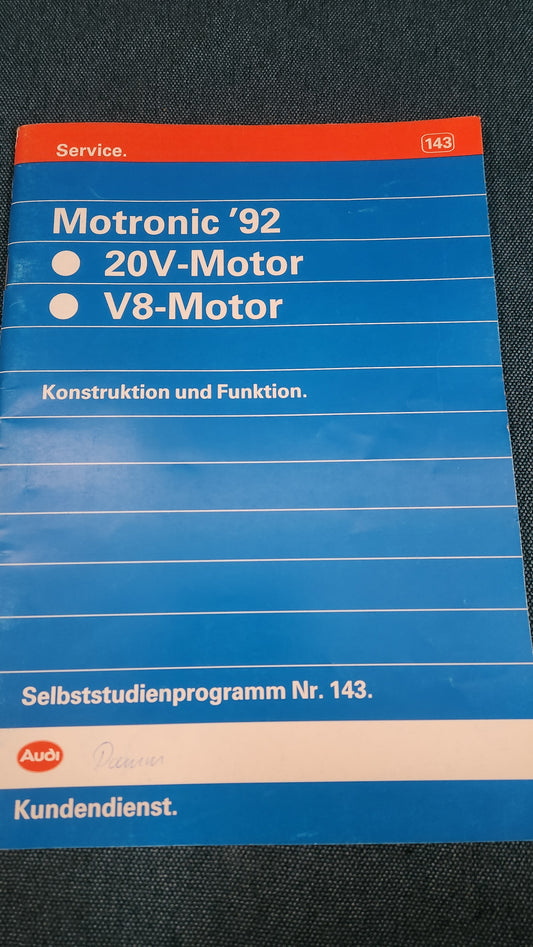 Service.
143
Motronic ’92
● 20V-Motor
● V8-Motor
Konstruktion und Funktion.
Selbststudienprogramm Nr. 143.
Audi
Kundendienst.